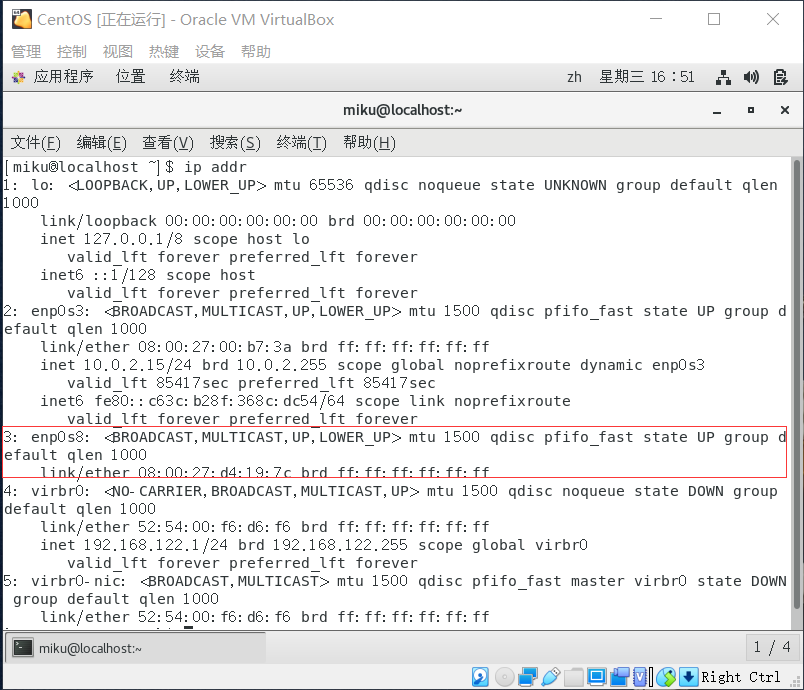 CentOS [正在运行] - Oracle VM VirtualBox
管理 控制 视图 热键 设备 帮助
应用程序 位置 终端 zh 星期三 16：51
miku@localhost:~
文件(F) 编辑(E) 查看(V) 搜索(S) 终端(T) 帮助(H)
[miku@localhost ~]$ ip addr
1: lo: <LOOPBACK,UP,LOWER_UP> mtu 65536 qdisc noqueue state UNKNOWN group default qlen
1000
link/loopback 00:00:00:00:00:00 brd 00:00:00:00:00:00
inet 127.0.0.1/8 scope host lo
valid_lft forever preferred_lft forever
inet6 ::1/128 scope host
valid_lft forever preferred_lft forever
2: enp0s3: <BROADCAST,MULTICAST,UP,LOWER_UP> mtu 1500 qdisc pfifo_fast state UP group d
efault qlen 1000
link/ether 08:00:27:00:b7:3a brd ff:ff:ff:ff:ff:ff
inet 10.0.2.15/24 brd 10.0.2.255 scope global noprefixroute dynamic enp0s3
valid_lft 85417sec preferred_lft 85417sec
inet6 fe80::c63c:b28f:368c:dc54/64 scope link noprefixroute
valid_lft forever preferred_lft forever
3: enp0s8: <BROADCAST,MULTICAST,UP,LOWER_UP> mtu 1500 qdisc pfifo_fast state UP group d
efault qlen 1000
link/ether 08:00:27:d4:19:7c brd ff:ff:ff:ff:ff:ff
4: virbr0: <NO-CARRIER,BROADCAST,MULTICAST,UP> mtu 1500 qdisc noqueue state DOWN group
default qlen 1000
link/ether 52:54:00:f6:d6:f6 brd ff:ff:ff:ff:ff:ff
inet 192.168.122.1/24 brd 192.168.122.255 scope global virbr0
valid_lft forever preferred_lft forever
5: virbr0-nic: <BROADCAST,MULTICAST> mtu 1500 qdisc pfifo_fast master virbr0 state DOWN
group default qlen 1000
link/ether 52:54:00:f6:d6:f6 brd ff:ff:ff:ff:ff:ff
miku@localhost:~ 1 / 4
Right Ctrl